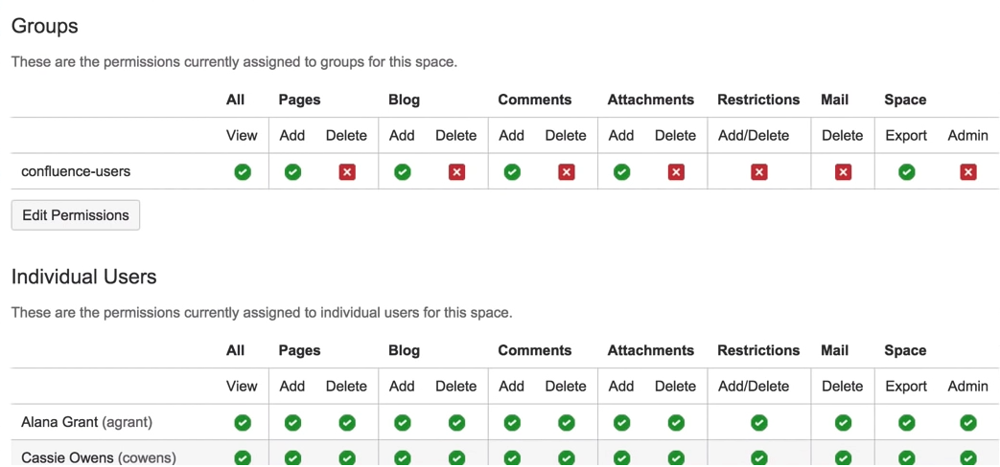 Groups
These are the permissions currently assigned to groups for this space.
All Pages Blog Comments Attachments Restrictions Mail Space
View Add Delete Add Delete Add Delete Add Delete Add/Delete Delete Export Admin
confluence-users
Edit Permissions
Individual Users
These are the permissions currently assigned to individual users for this space.
All Pages Blog Comments Attachments Restrictions Mail Space
View Add Delete Add Delete Add Delete Add Delete Add/Delete Delete Export Admin
Alana Grant (agrant)
Cassie Owens (cowens)